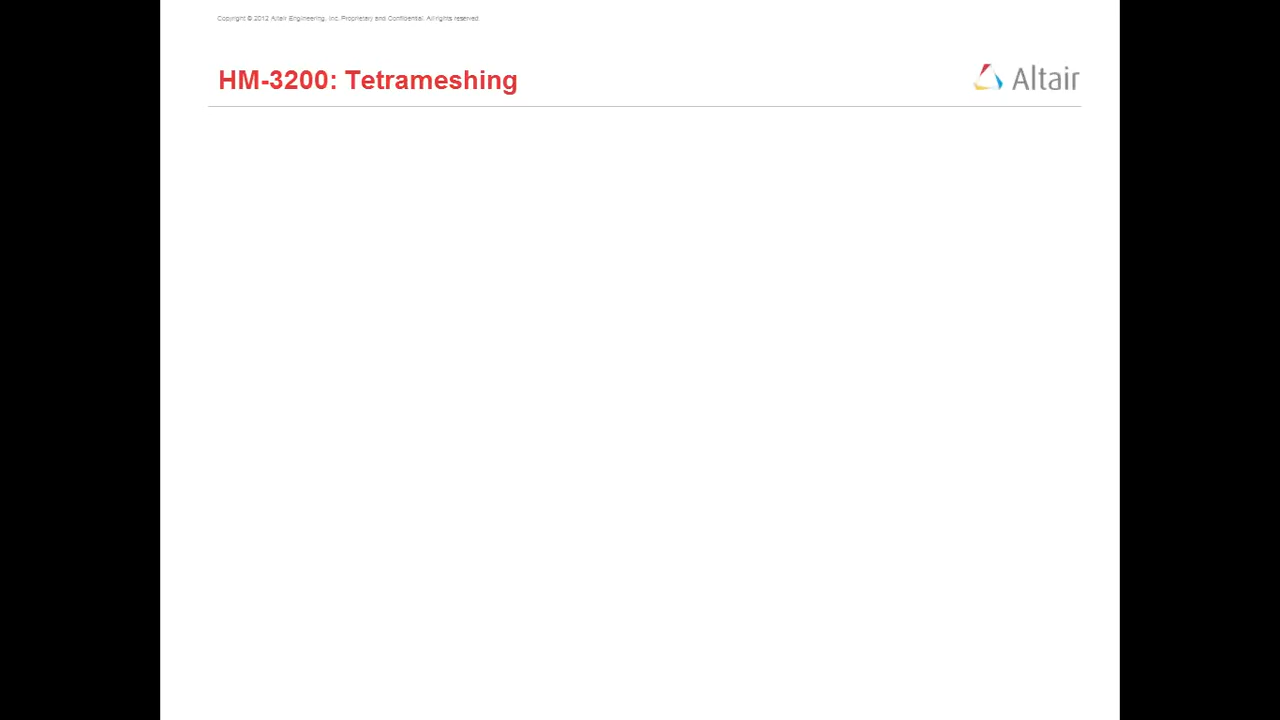 Copyright © 2012 Altair Engineering, Inc. Proprietary and Confidential. All rights reserved.
HM-3200: Tetrameshing
Altair